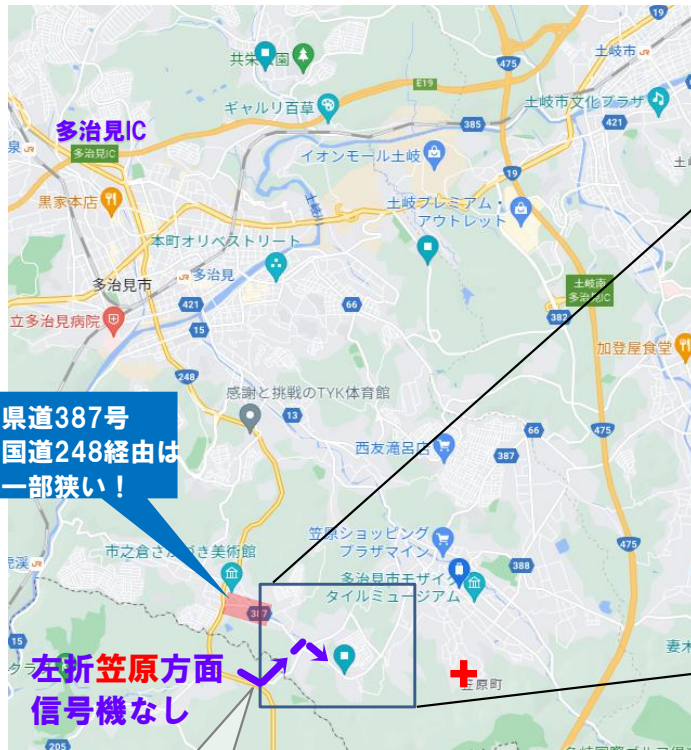 19
土岐市
共栄公園
475
E19
土岐市文化プラザ
ギャルリ百草
421
多治見IC
385
泉
多治見IC
イオンモール土岐
19
黒家本店
土岐川
土岐プレミアム・
アウトレット
本町オリベストリート
多治見
土岐南
多治見IC
多治見市
421
66
382
立多治見病院
15
加登屋食堂
248
感謝と挑戦のTYK体育館
県道387号
国道248経由は
一部狭い!
13
66
475
西友滝呂店
387
笠原ショッピング
プラザマイン
475
市之倉さかづき美術館
388
虎渓
多治見市モザイク
タイルミュージアム
387
15
左折笠原方面
信号機なし
妻木
笠原町
205